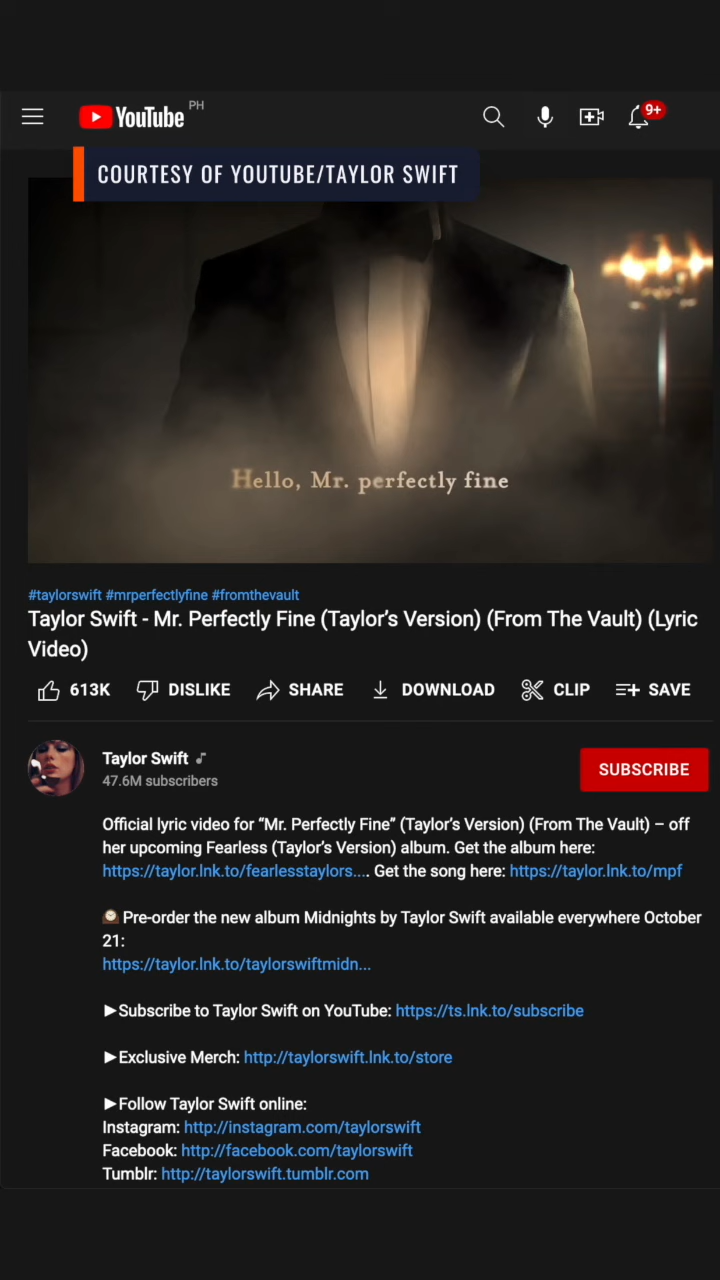 YouTube PH
9+
COURTESY OF YOUTUBE/TAYLOR SWIFT
Hello, Mr. perfectly fine
#taylorswift #mrperfectlyfine #fromthevault
Taylor Swift - Mr. Perfectly Fine (Taylor’s Version) (From The Vault) (Lyric
Video)
613K DISLIKE SHARE DOWNLOAD CLIP SAVE
Taylor Swift
47.6M subscribers
SUBSCRIBE
Official lyric video for “Mr. Perfectly Fine” (Taylor’s Version) (From The Vault) – off
her upcoming Fearless (Taylor’s Version) album. Get the album here:
https://taylor.lnk.to/fearlesstaylors.... Get the song here: https://taylor.lnk.to/mpf
🕰️ Pre-order the new album Midnights by Taylor Swift available everywhere October
21:
https://taylor.lnk.to/taylorswiftmidn...
►Subscribe to Taylor Swift on YouTube: https://ts.lnk.to/subscribe
►Exclusive Merch: http://taylorswift.lnk.to/store
►Follow Taylor Swift online:
Instagram: http://instagram.com/taylorswift
Facebook: http://facebook.com/taylorswift
Tumblr: http://taylorswift.tumblr.com